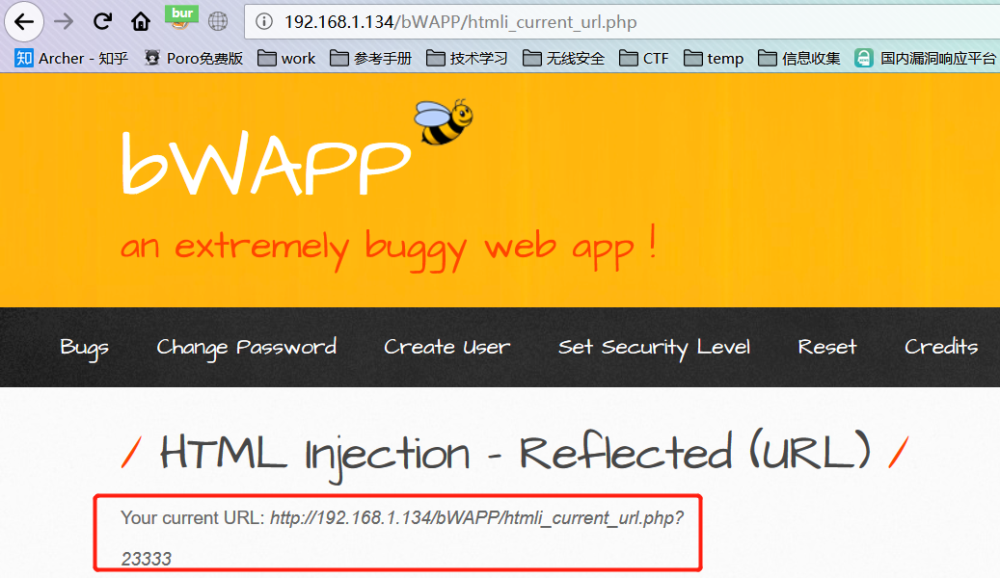 bur
192.168.1.134/bWAPP/htmli_current_url.php
知 Archer - 知乎 Poro免费版 work 参考手册 技术学习 无线安全 CTF temp 信息收集 国内漏洞响应平台
bWAPP
an extremely buggy web app !
Bugs Change Password Create User Set Security Level Reset Credits
/ HTML Injection - Reflected (URL) /
Your current URL: http://192.168.1.134/bWAPP/htmli_current_url.php?
23333